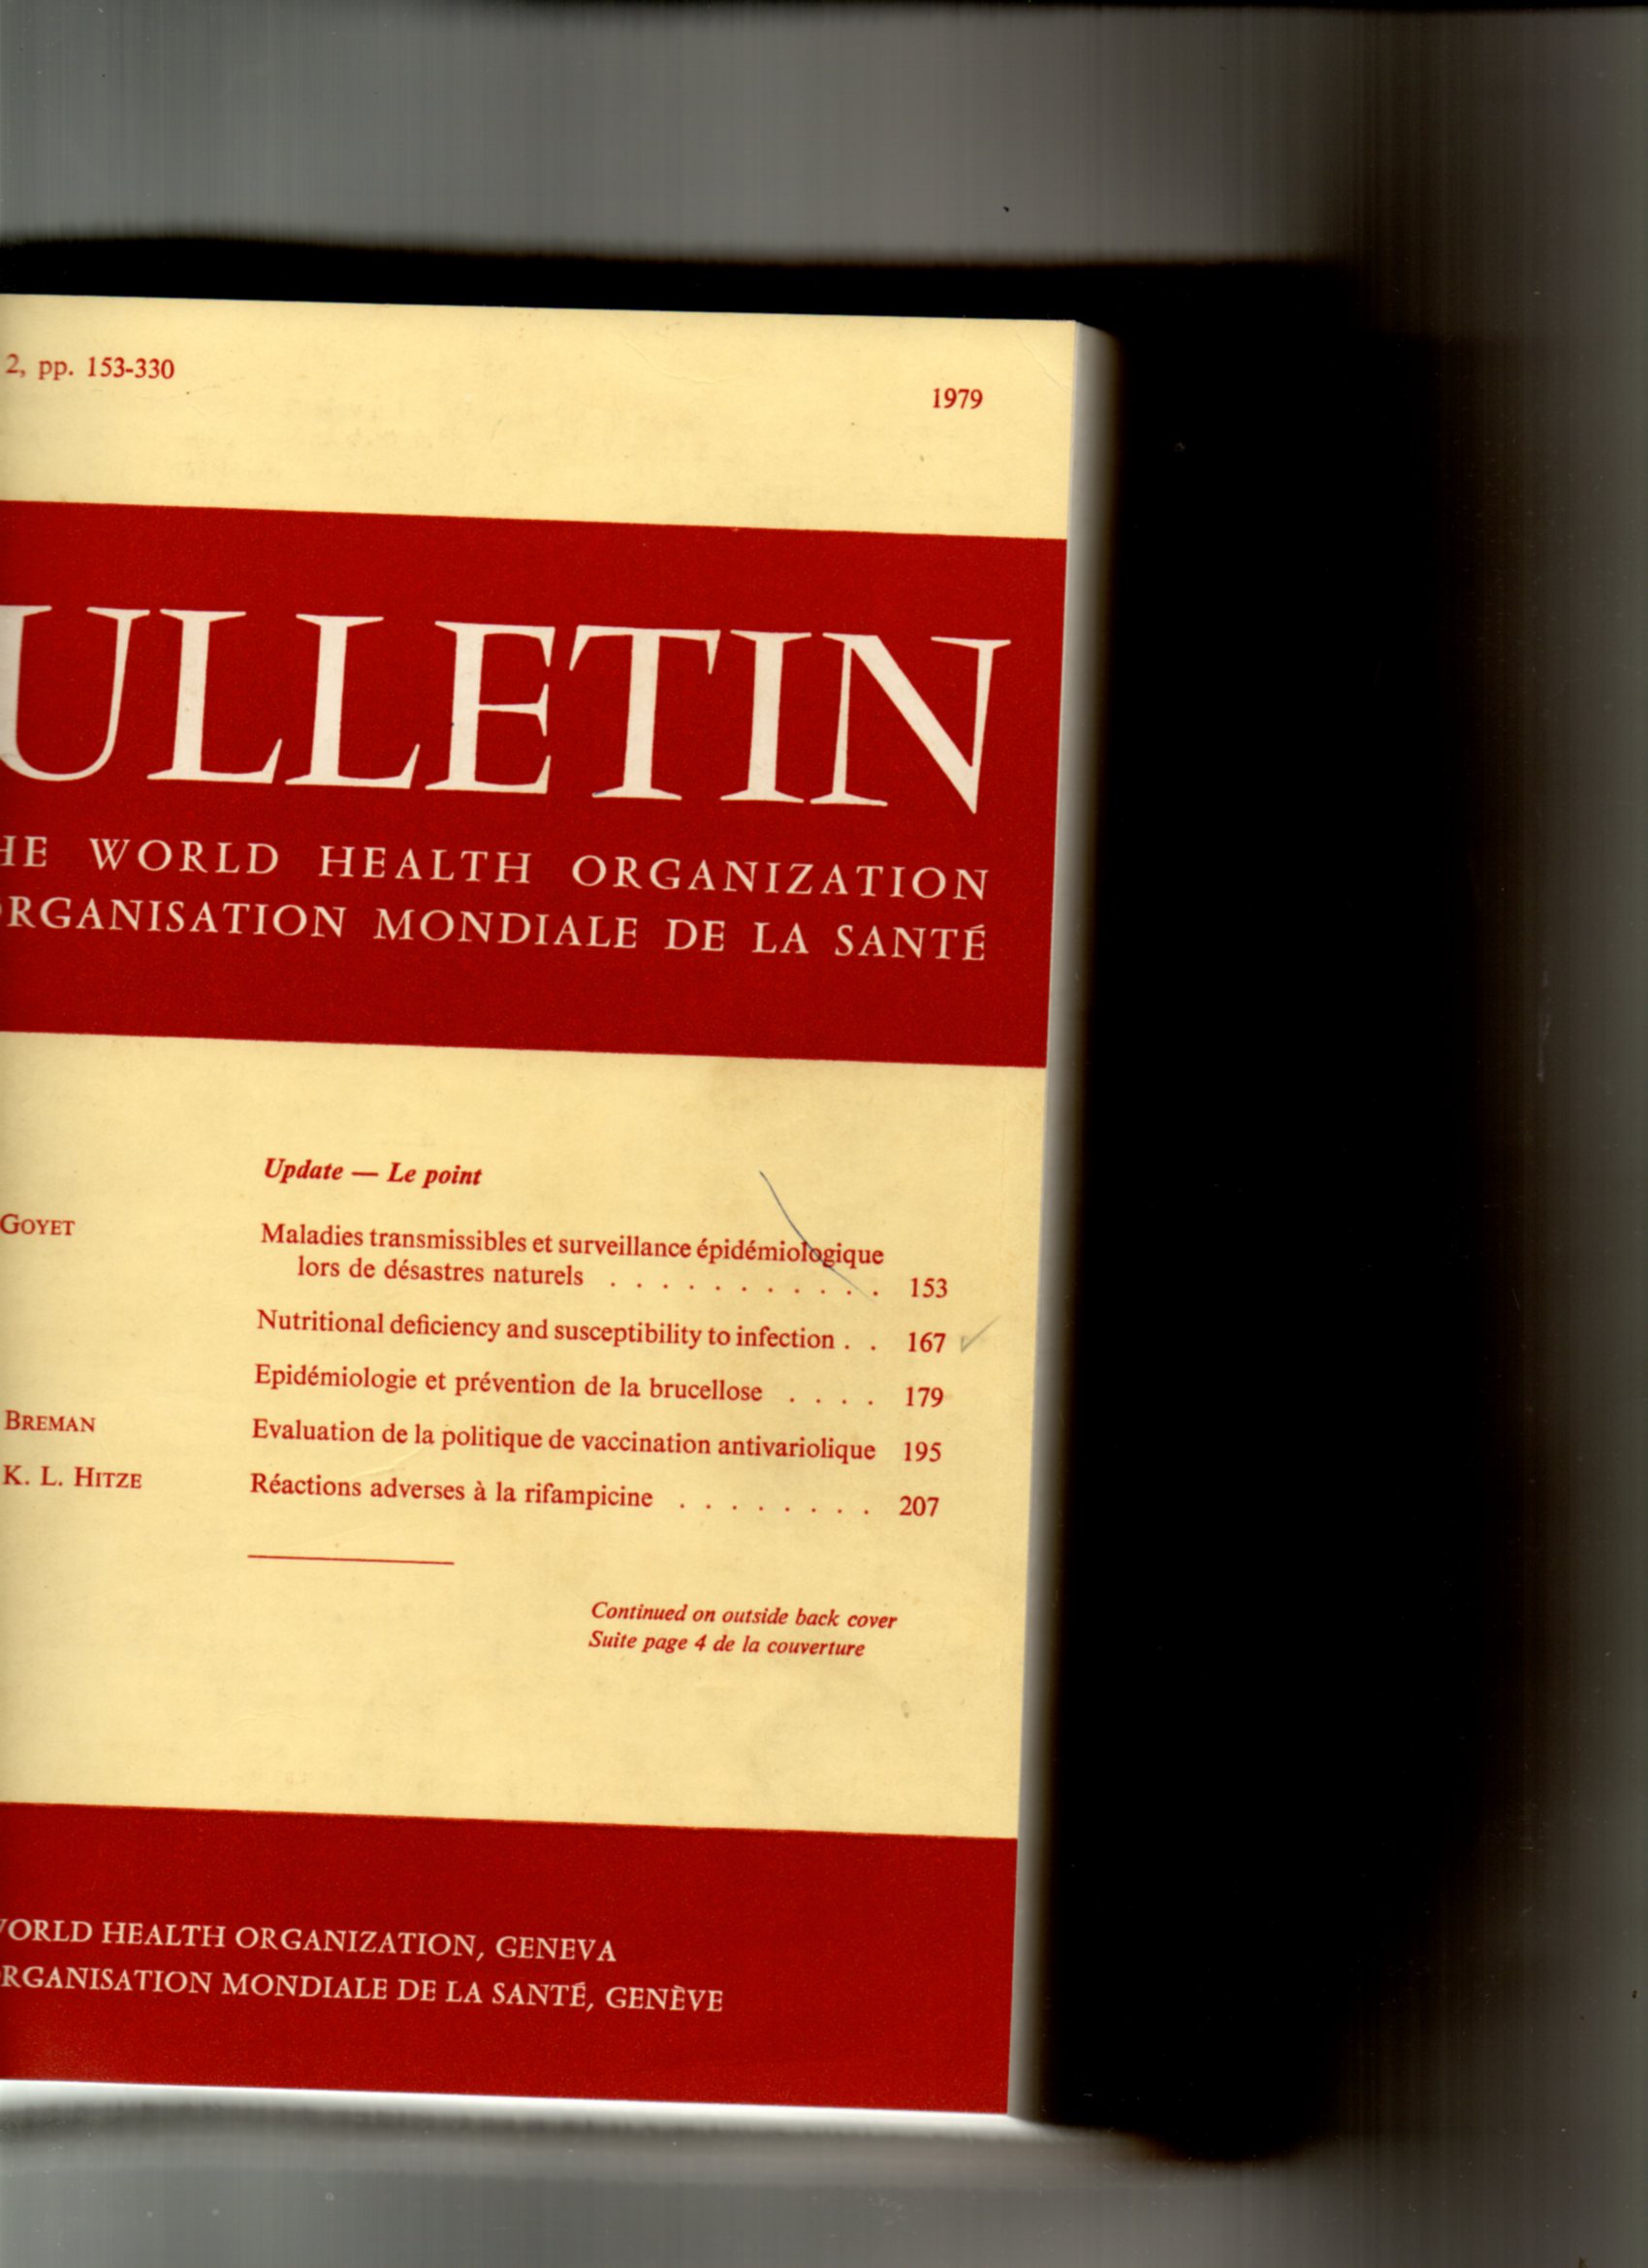 2, pp. 153-330
1979
ULLETIN
HE WORLD HEALTH ORGANIZATION
ORGANISATION MONDIALE DE LA SANTÉ
Update — Le point
GOYET Maladies transmissibles et surveillance épidémiologique
lors de désastres naturels . . . . . . . . . . . 153
Nutritional deficiency and susceptibility to infection . . 167
Epidémiologie et prévention de la brucellose . . . . 179
BREMAN Evaluation de la politique de vaccination antivariolique 195
K. L. HITZE Réactions adverses à la rifampicine . . . . . . . . 207
Continued on outside back cover
Suite page 4 de la couverture
WORLD HEALTH ORGANIZATION, GENEVA
ORGANISATION MONDIALE DE LA SANTÉ, GENÈVE